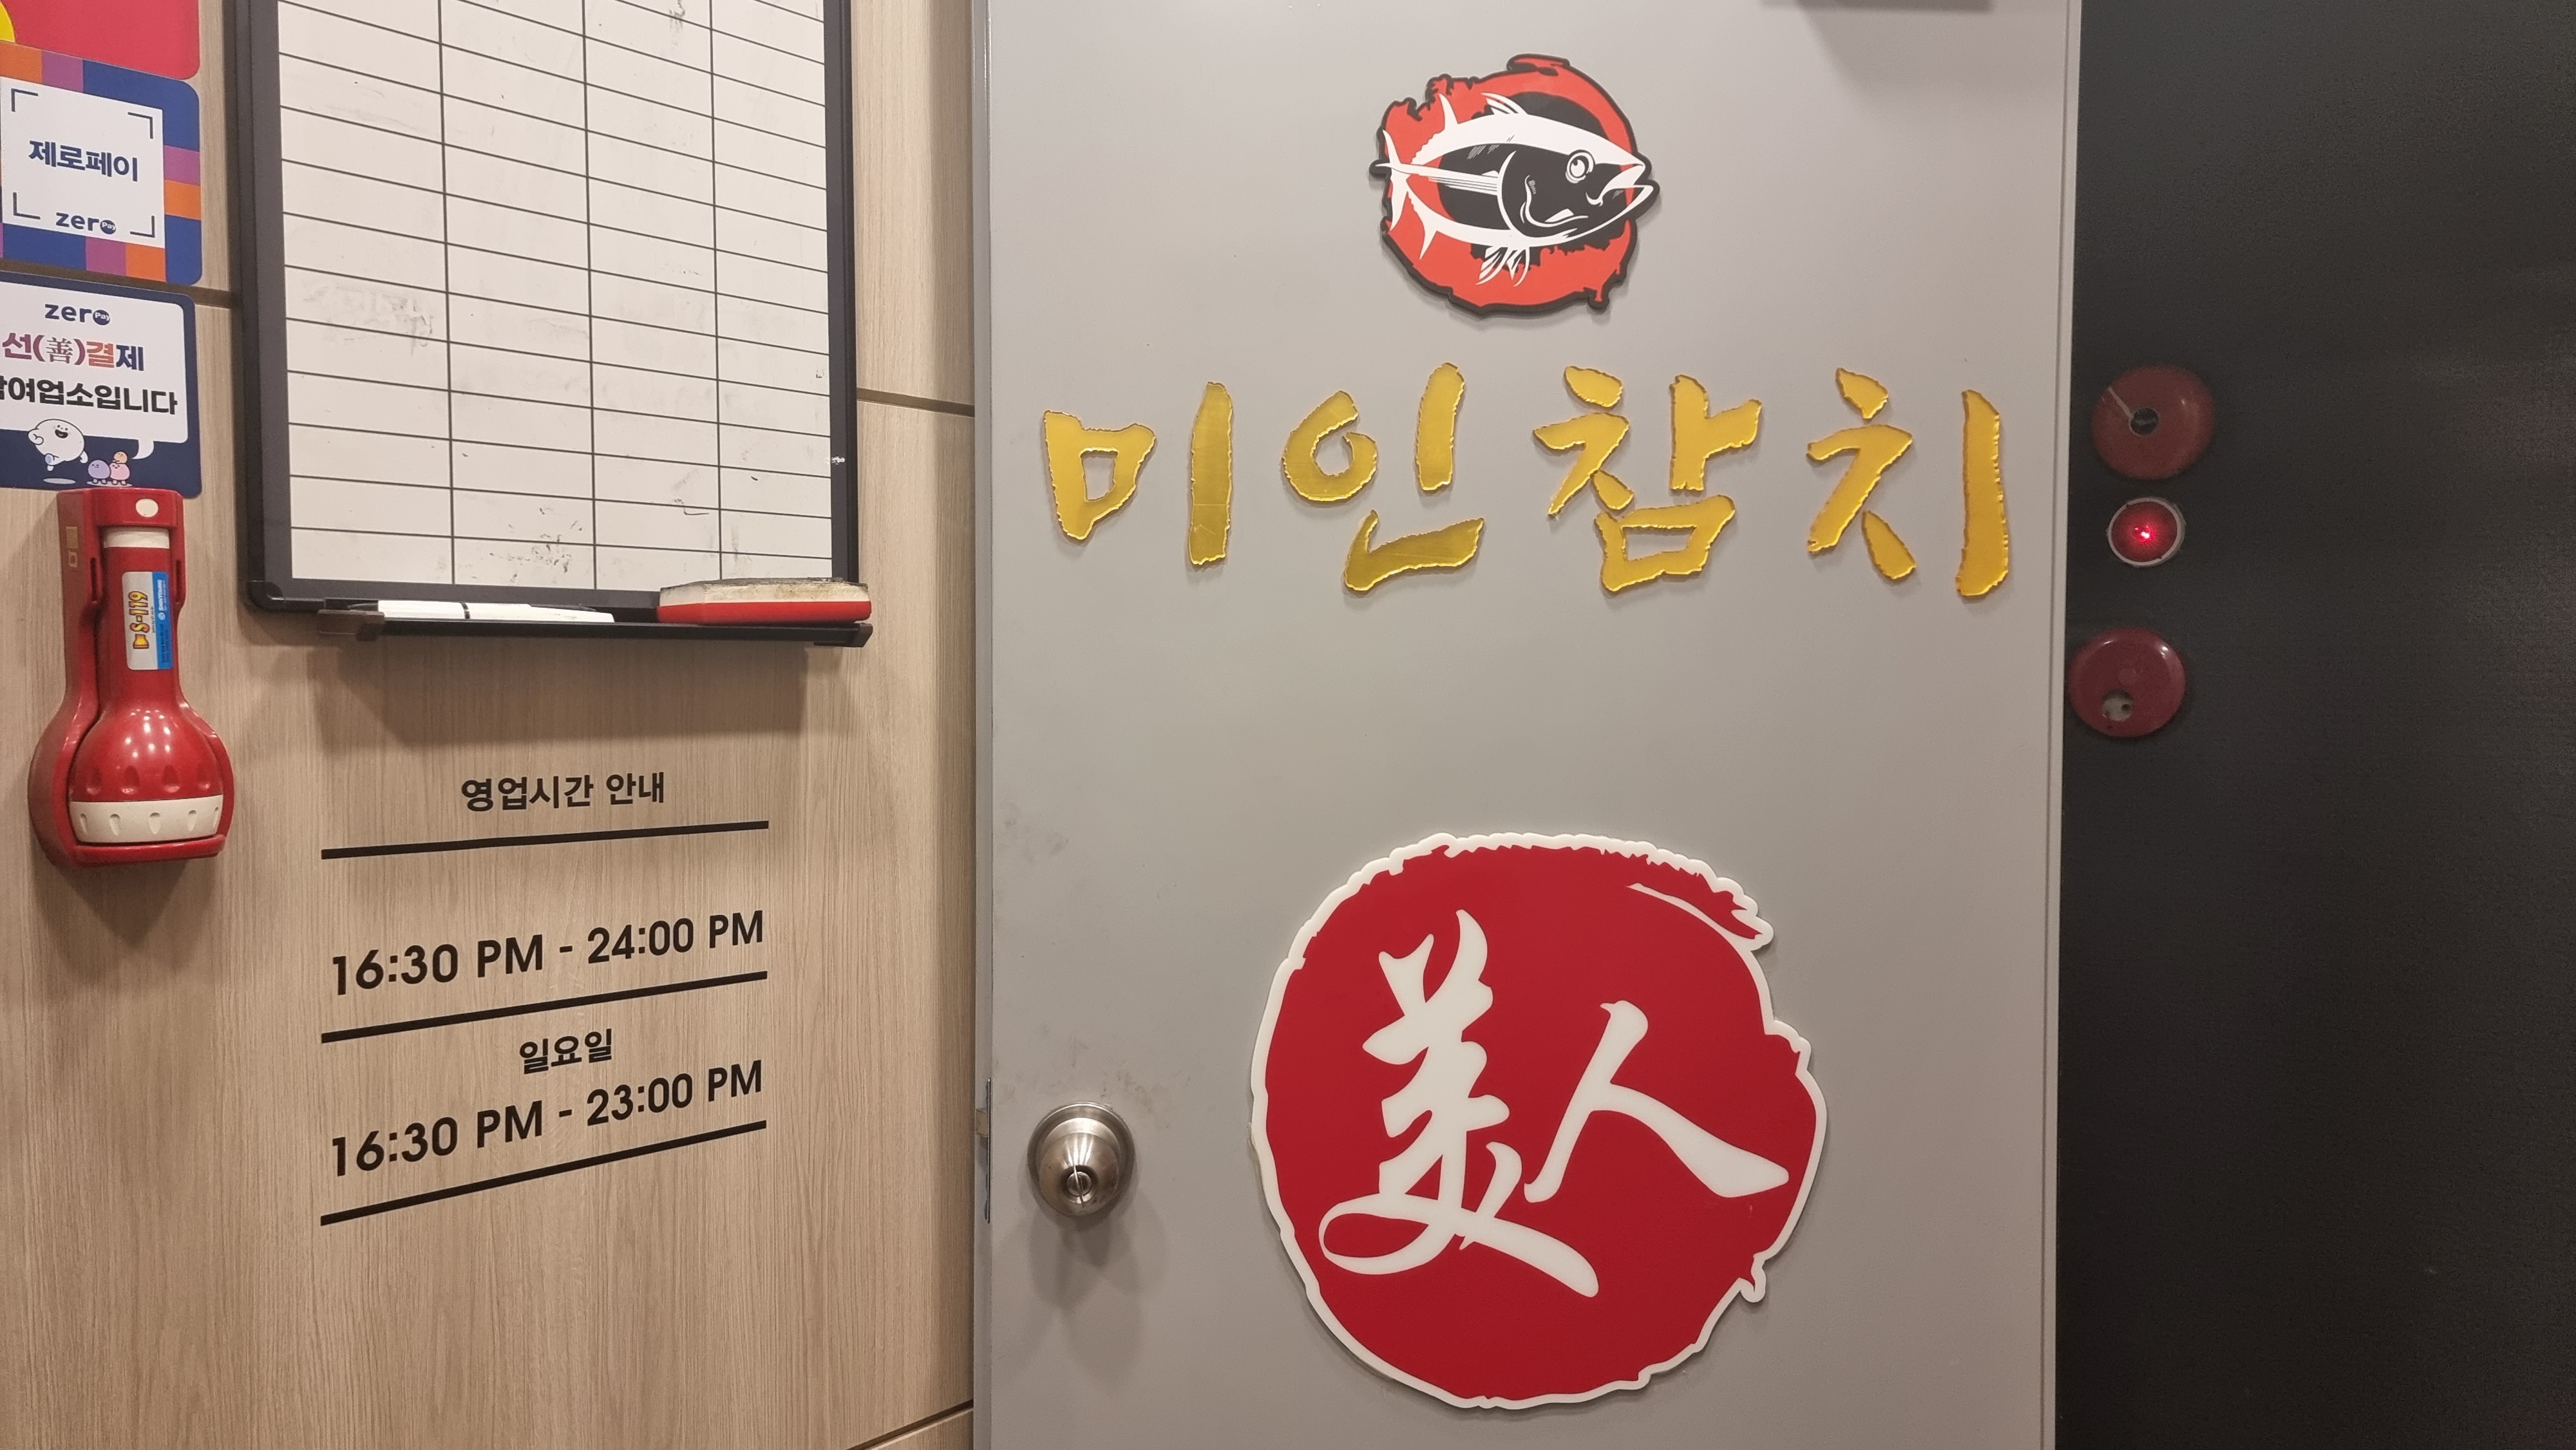 제로페이
zero Pay
zero Pay
선(善)결제
참여업소입니다
영업시간 안내
16:30 PM - 24:00 PM
일요일
16:30 PM - 23:00 PM
미인참치
美人